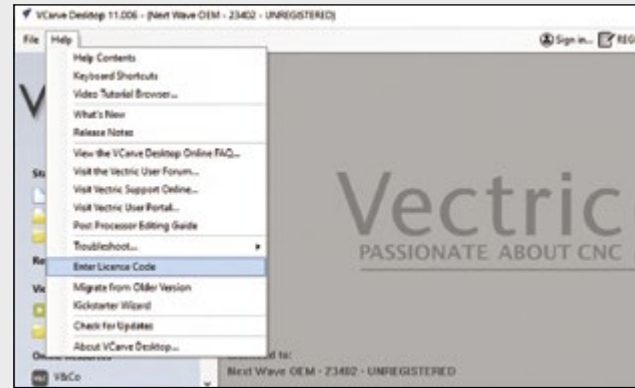 VCarve Desktop 11.006 - (Next Wave OEM - 23402 - UNREGISTERED)
File Help
Sign in... REG
Help Contents
Keyboard Shortcuts
Video Tutorial Browser...
What's New
Release Notes
View the VCarve Desktop Online FAQ...
Visit the Vectric User Forum...
Visit Vectric Support Online...
Visit Vectric User Portal...
Post Processor Editing Guide
Troubleshoot...
Enter License Code
Migrate from Older Version
Kickstarter Wizard
Check for Updates
About VCarve Desktop...
V
Vectric
PASSIONATE ABOUT CNC
to:
Next Wave OEM - 23402 - UNREGISTERED
V&Co